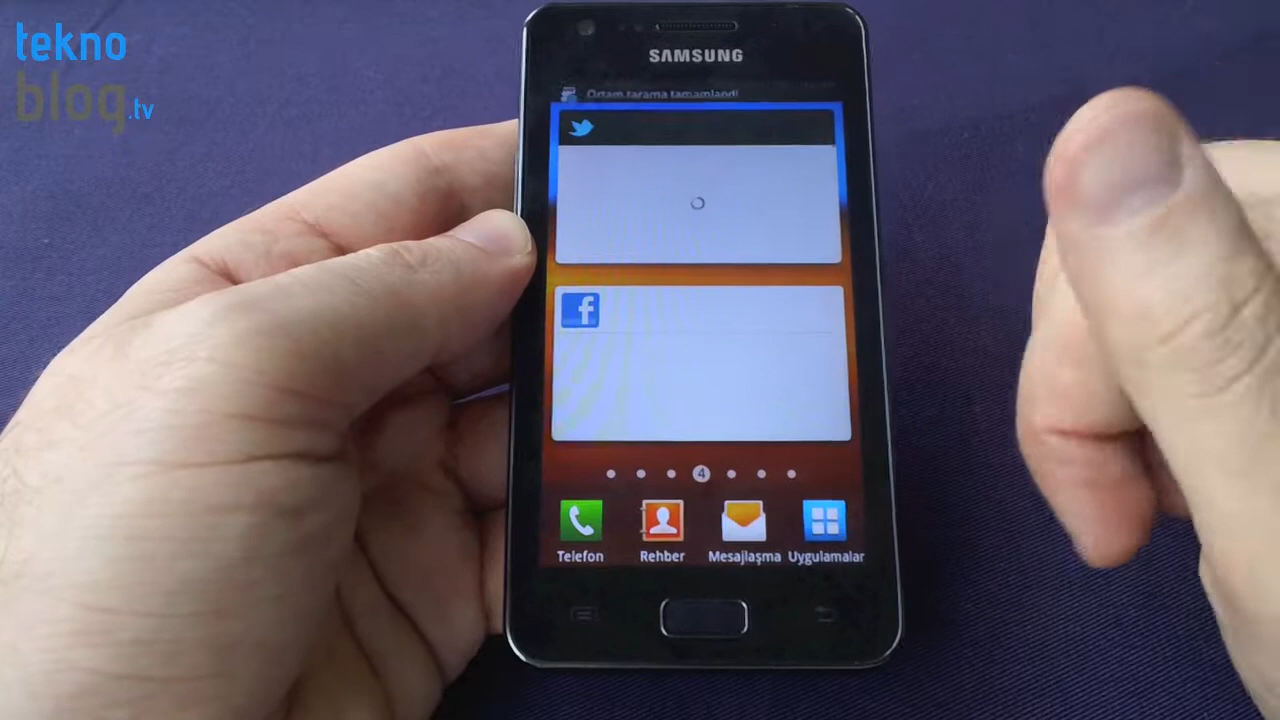 tekno
blog.tv
SAMSUNG
Ortam tarama tamamlandı
4
Telefon Rehber Mesajlaşma Uygulamalar